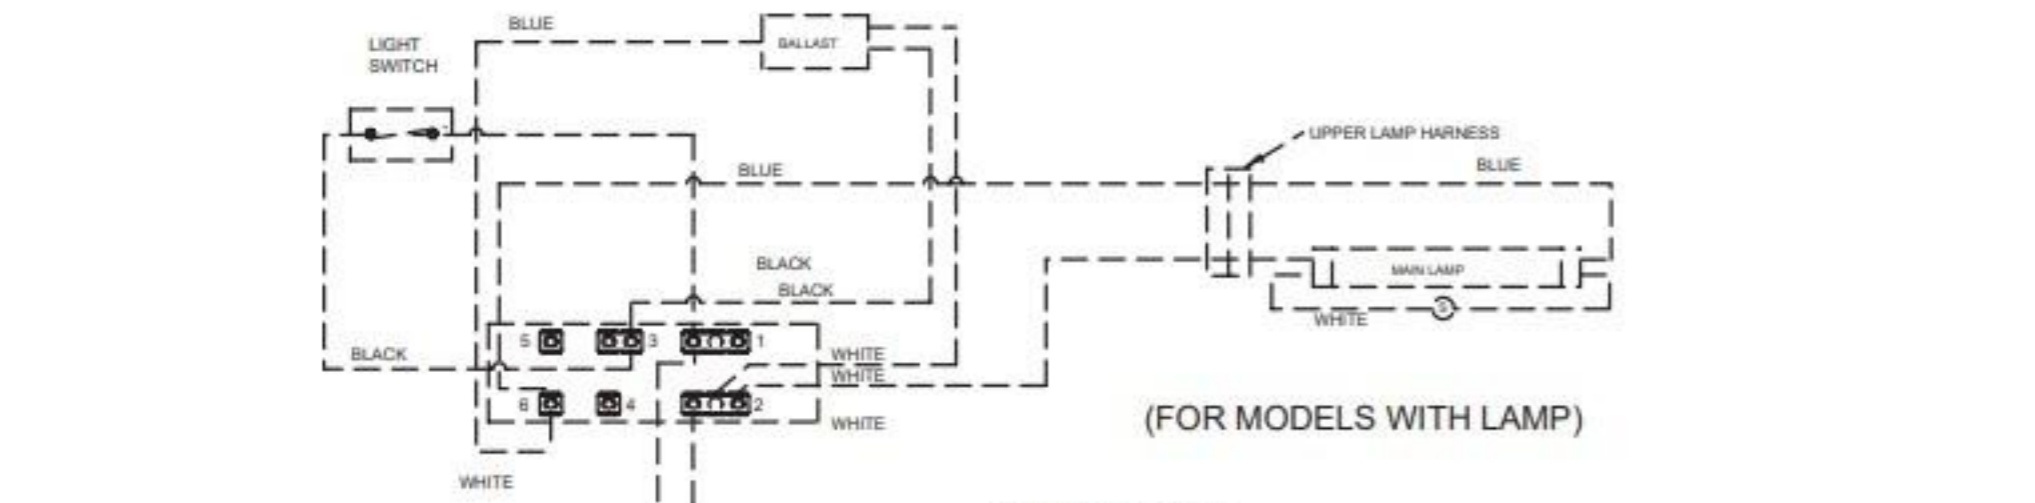 BLUE
BALLAST
LIGHT
SWITCH
UPPER LAMP HARNESS
BLUE
BLUE
BLACK
MAIN LAMP
BLACK
S
WHITE
5
3
1
BLACK
WHITE
WHITE
6
4
2
WHITE
(FOR MODELS WITH LAMP)
WHITE